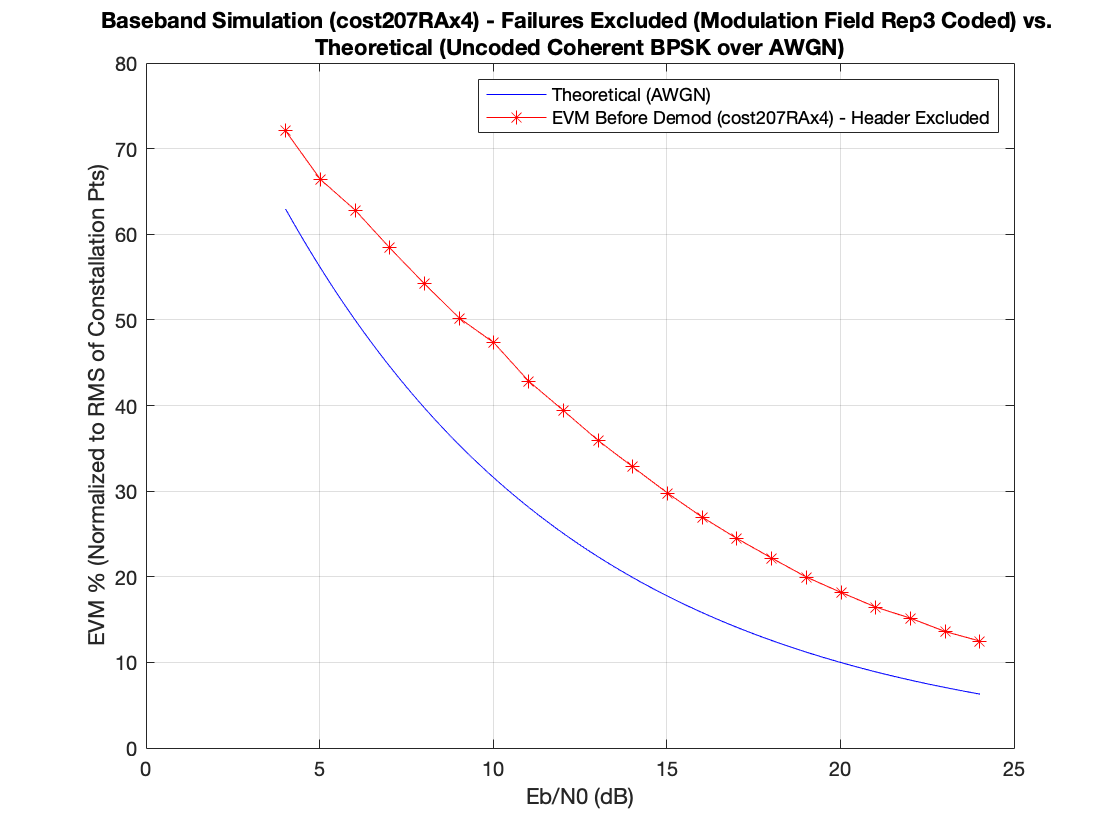 Baseband Simulation (cost207RAx4) - Failures Excluded (Modulation Field Rep3 Coded) vs.
Theoretical (Uncoded Coherent BPSK over AWGN)
Theoretical (AWGN)
EVM Before Demod (cost207RAx4) - Header Excluded
EVM % (Normalized to RMS of Constallation Pts)
80
70
60
50
40
30
20
10
0
0 5 10 15 20 25
Eb/N0 (dB)